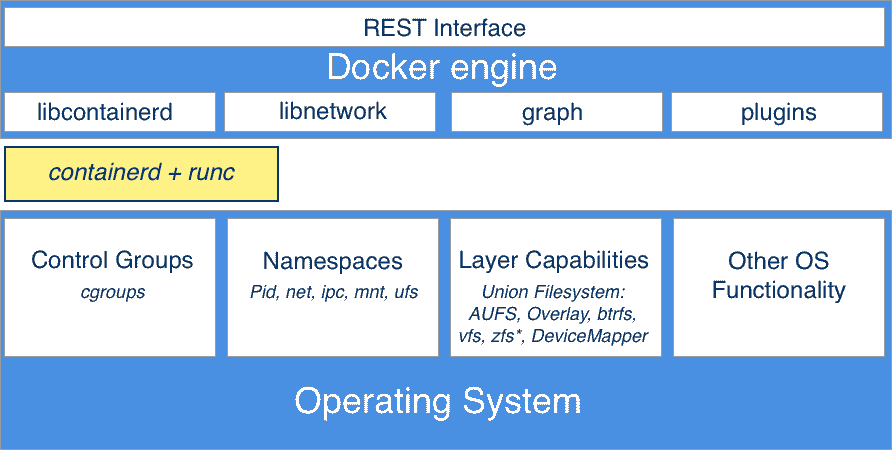 REST Interface
Docker engine
libcontainerd
libnetwork
graph
plugins
containerd + runc
Control Groups
cgroups
Namespaces
Pid, net, ipc, mnt, ufs
Layer Capabilities
Union Filesystem:
AUFS, Overlay, btrfs,
vfs, zfs*, DeviceMapper
Other OS
Functionality
Operating System